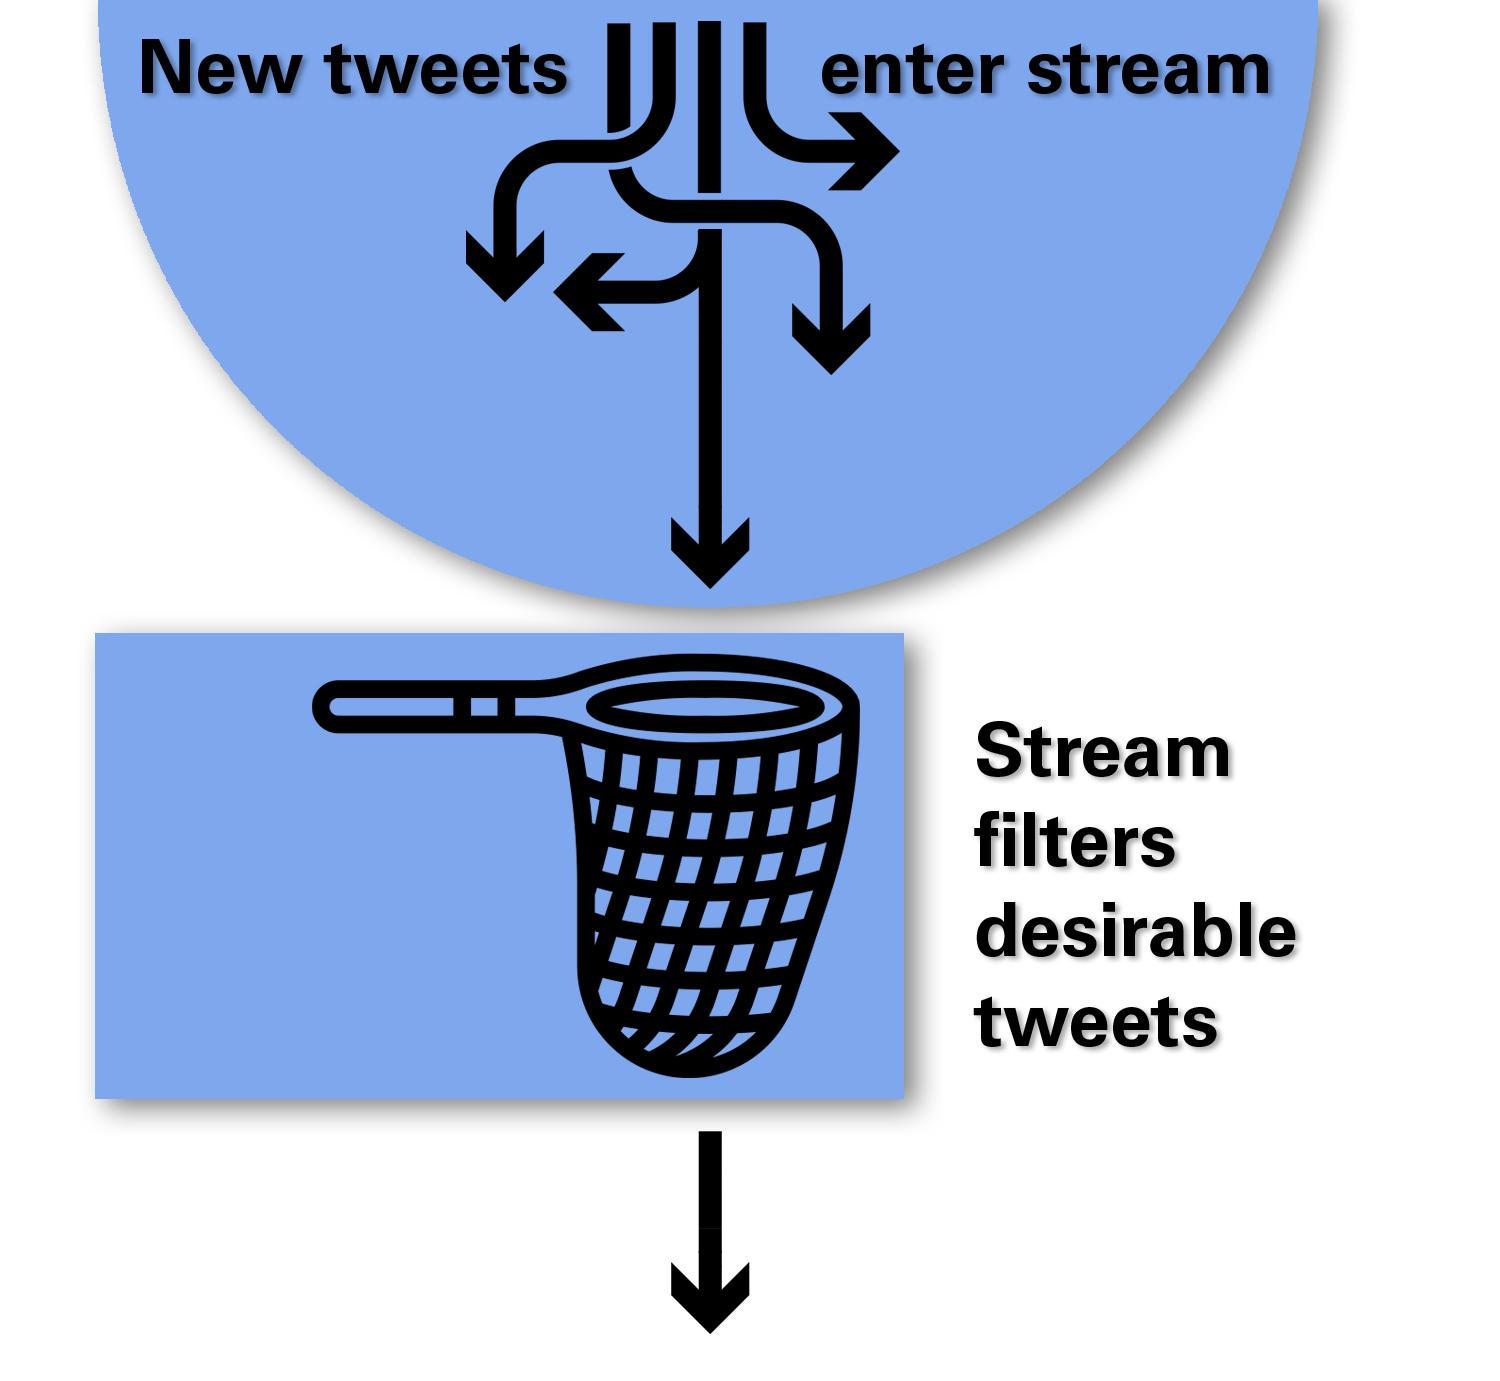 New tweets enter stream
Stream
filters
desirable
tweets